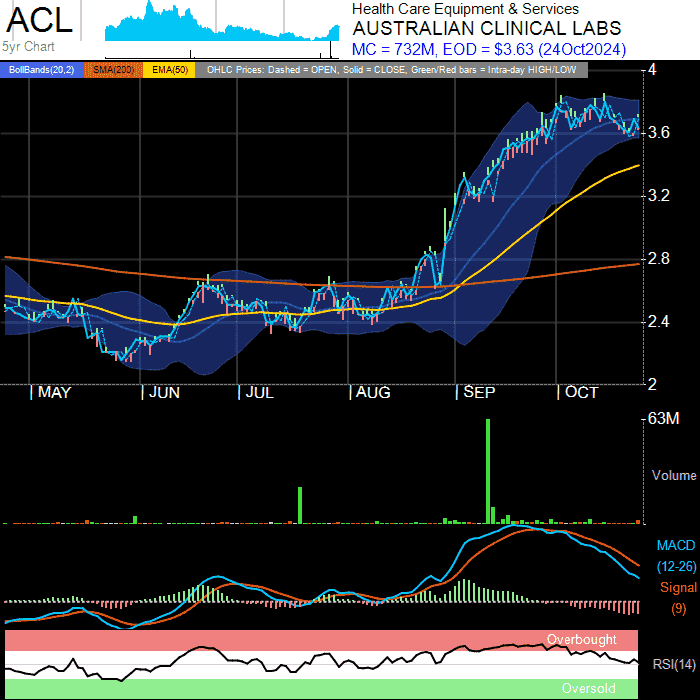 ACL
5yr Chart
Health Care Equipment & Services
AUSTRALIAN CLINICAL LABS
MC = 732M, EOD = $3.63 (24Oct2024)
BollBands(20,2) SMA(200) EMA(50) OHLC Prices: Dashed = OPEN, Solid = CLOSE, Green/Red bars = Intra-day HIGH/LOW
4
3.6
3.2
2.8
2.4
2
MAY JUN JUL AUG SEP OCT
63M
Volume
MACD
(12-26)
Signal
(9)
Overbought
RSI(14)
Oversold